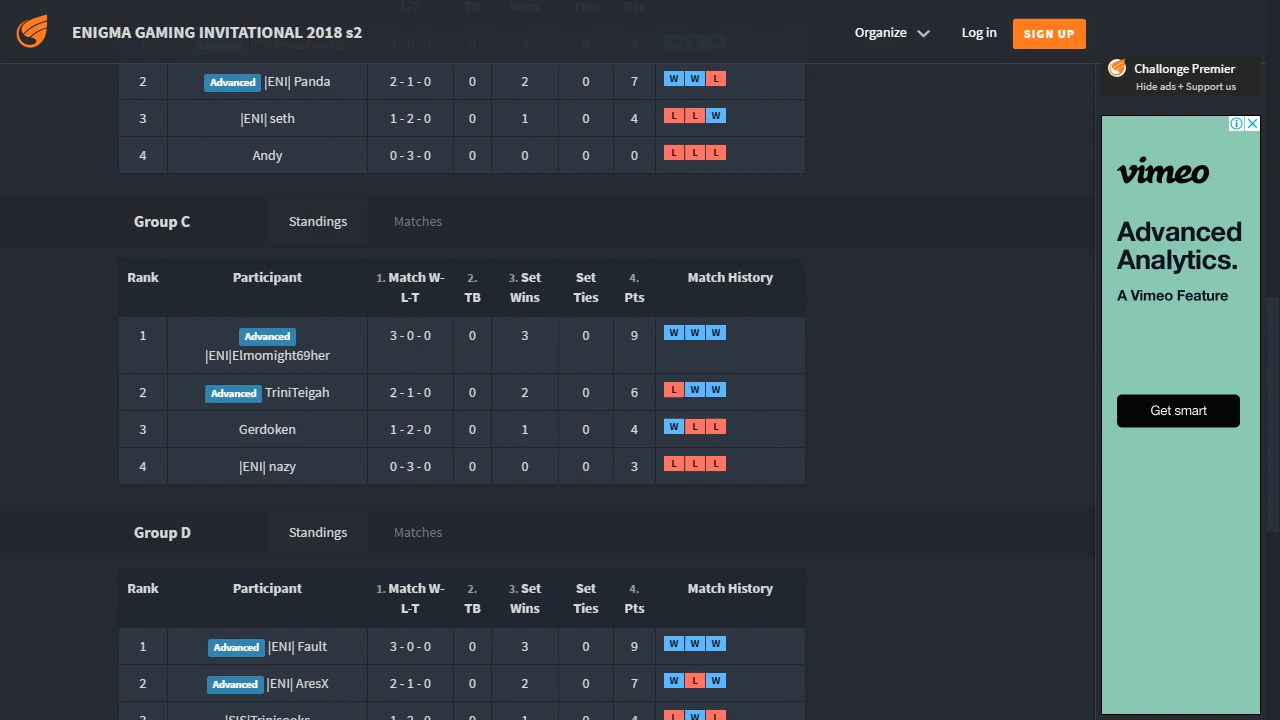 ENIGMA GAMING INVITATIONAL 2018 s2
Organize
Log in
SIGN UP
L-T TB Wins Ties Pts
2 Advanced |ENI| Panda 2 - 1 - 0 0 2 0 7 W W L
3 |ENI| seth 1 - 2 - 0 0 1 0 4 L L W
4 Andy 0 - 3 - 0 0 0 0 0 L L L
Group C Standings Matches
Rank Participant 1. Match W- 2. 3. Set Set 4. Match History
L-T TB Wins Ties Pts
1 Advanced 3 - 0 - 0 0 3 0 9 W W W
|ENI|Elmomight69her
2 Advanced TriniTeigah 2 - 1 - 0 0 2 0 6 L W W
3 Gerdoken 1 - 2 - 0 0 1 0 4 W L L
4 |ENI| nazy 0 - 3 - 0 0 0 0 3 L L L
Group D Standings Matches
Rank Participant 1. Match W- 2. 3. Set Set 4. Match History
L-T TB Wins Ties Pts
1 Advanced |ENI| Fault 3 - 0 - 0 0 3 0 9 W W W
2 Advanced |ENI| AresX 2 - 1 - 0 0 2 0 7 W L W
Challonge Premier
Hide ads + Support us
vimeo
Advanced
Analytics.
A Vimeo Feature
Get smart